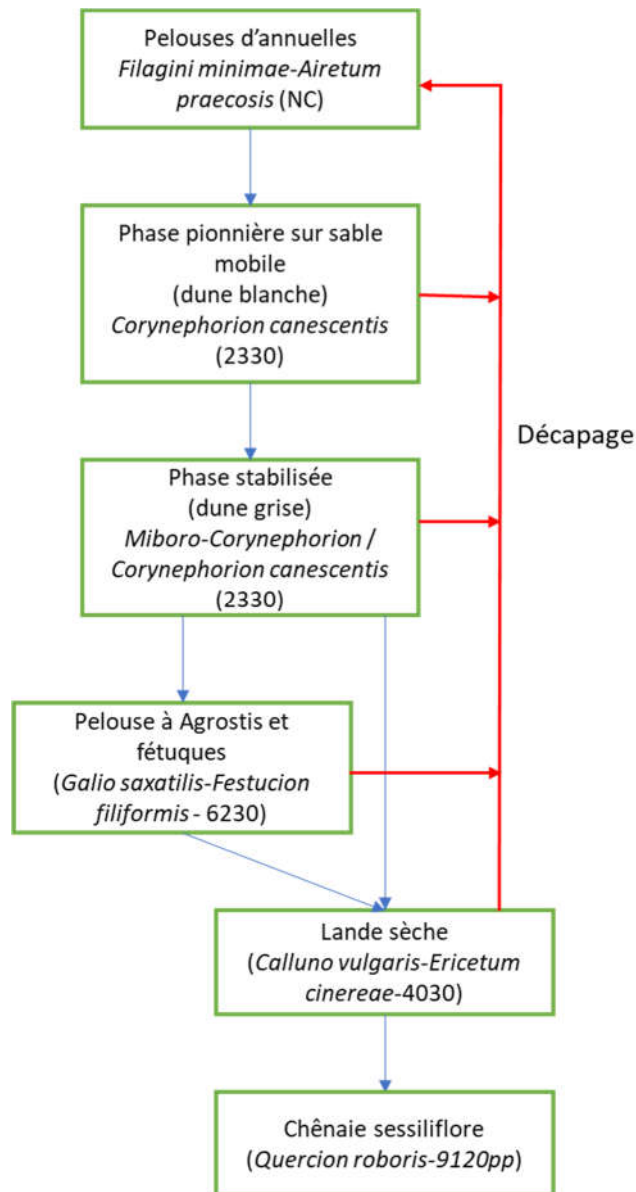 Pelouses d’annuelles
Filagini minimae-Airetum
praecosis (NC)
Phase pionnière sur sable
mobile
(dune blanche)
Corynephorion canescentis
(2330)
Décapage
Phase stabilisée
(dune grise)
Miboro-Corynephorion /
Corynephorion canescentis
(2330)
Pelouse à Agrostis et
fétuques
(Galio saxatilis-Festucion
filiformis - 6230)
Lande sèche
(Calluno vulgaris-Ericetum
cinereae-4030)
Chênaie sessiliflore
(Quercion roboris-9120pp)